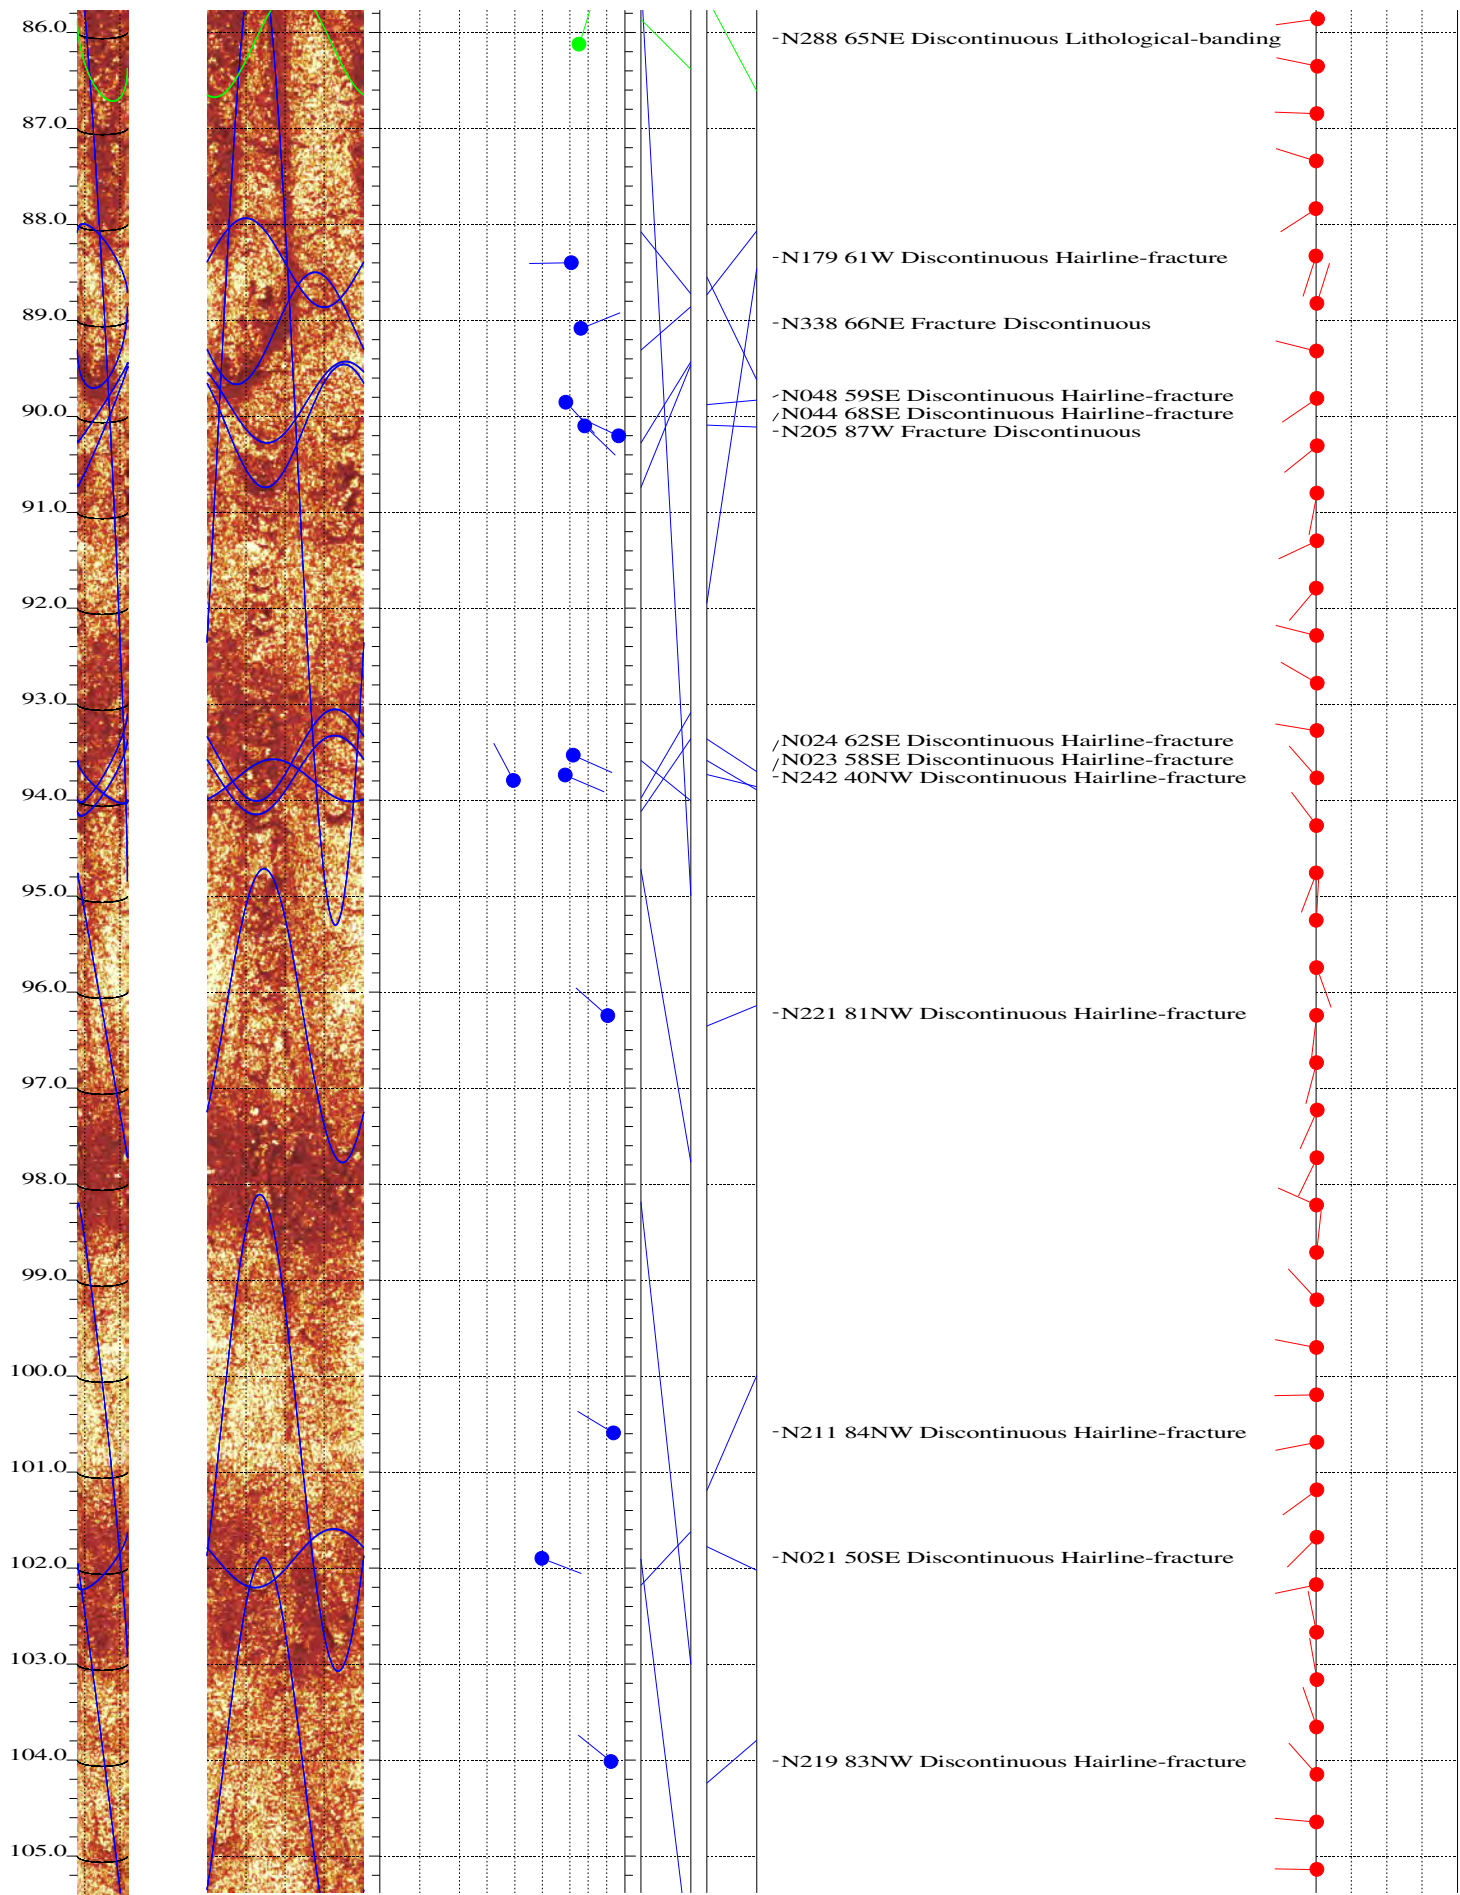 86.0
-N288 65NE Discontinuous Lithological-banding
87.0
88.0
-N179 61W Discontinuous Hairline-fracture
89.0
-N338 66NE Fracture Discontinuous
-N048 59SE Discontinuous Hairline-fracture
90.0
N044 68SE Discontinuous Hairline-fracture
-N205 87W Fracture Discontinuous
91.0
92.0
93.0
N024 62SE Discontinuous Hairline-fracture
N023 58SE Discontinuous Hairline-fracture
-N242 40NW Discontinuous Hairline-fracture
94.0
95.0
96.0
-N221 81NW Discontinuous Hairline-fracture
97.0
98.0
99.0
100.0
-N211 84NW Discontinuous Hairline-fracture
101.0
-N021 50SE Discontinuous Hairline-fracture
102.0
103.0
104.0
-N219 83NW Discontinuous Hairline-fracture
105.0